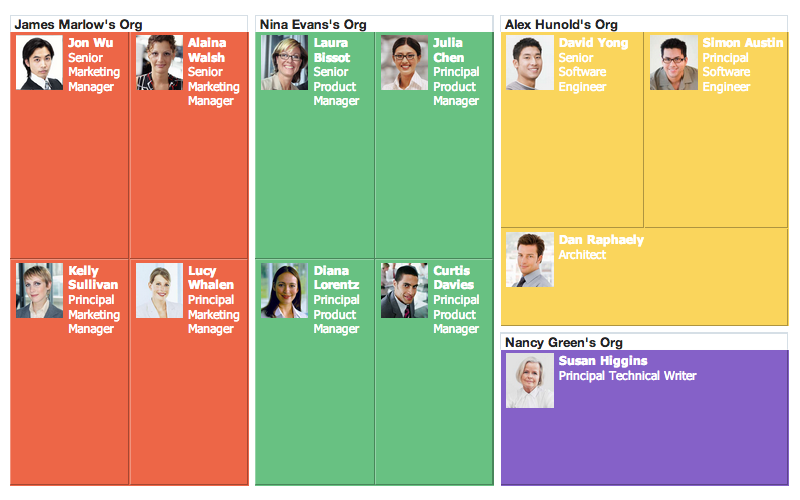 James Marlow's Org
Jon Wu
Senior
Marketing
Manager
Alaina
Walsh
Senior
Marketing
Manager
Kelly
Sullivan
Principal
Marketing
Manager
Lucy
Whalen
Principal
Marketing
Manager
Nina Evans's Org
Laura
Bissot
Senior
Product
Manager
Julia
Chen
Principal
Product
Manager
Diana
Lorentz
Principal
Product
Manager
Curtis
Davies
Principal
Product
Manager
Alex Hunold's Org
David Yong
Senior
Software
Engineer
Simon Austin
Principal
Software
Engineer
Dan Raphaely
Architect
Nancy Green's Org
Susan Higgins
Principal Technical Writer